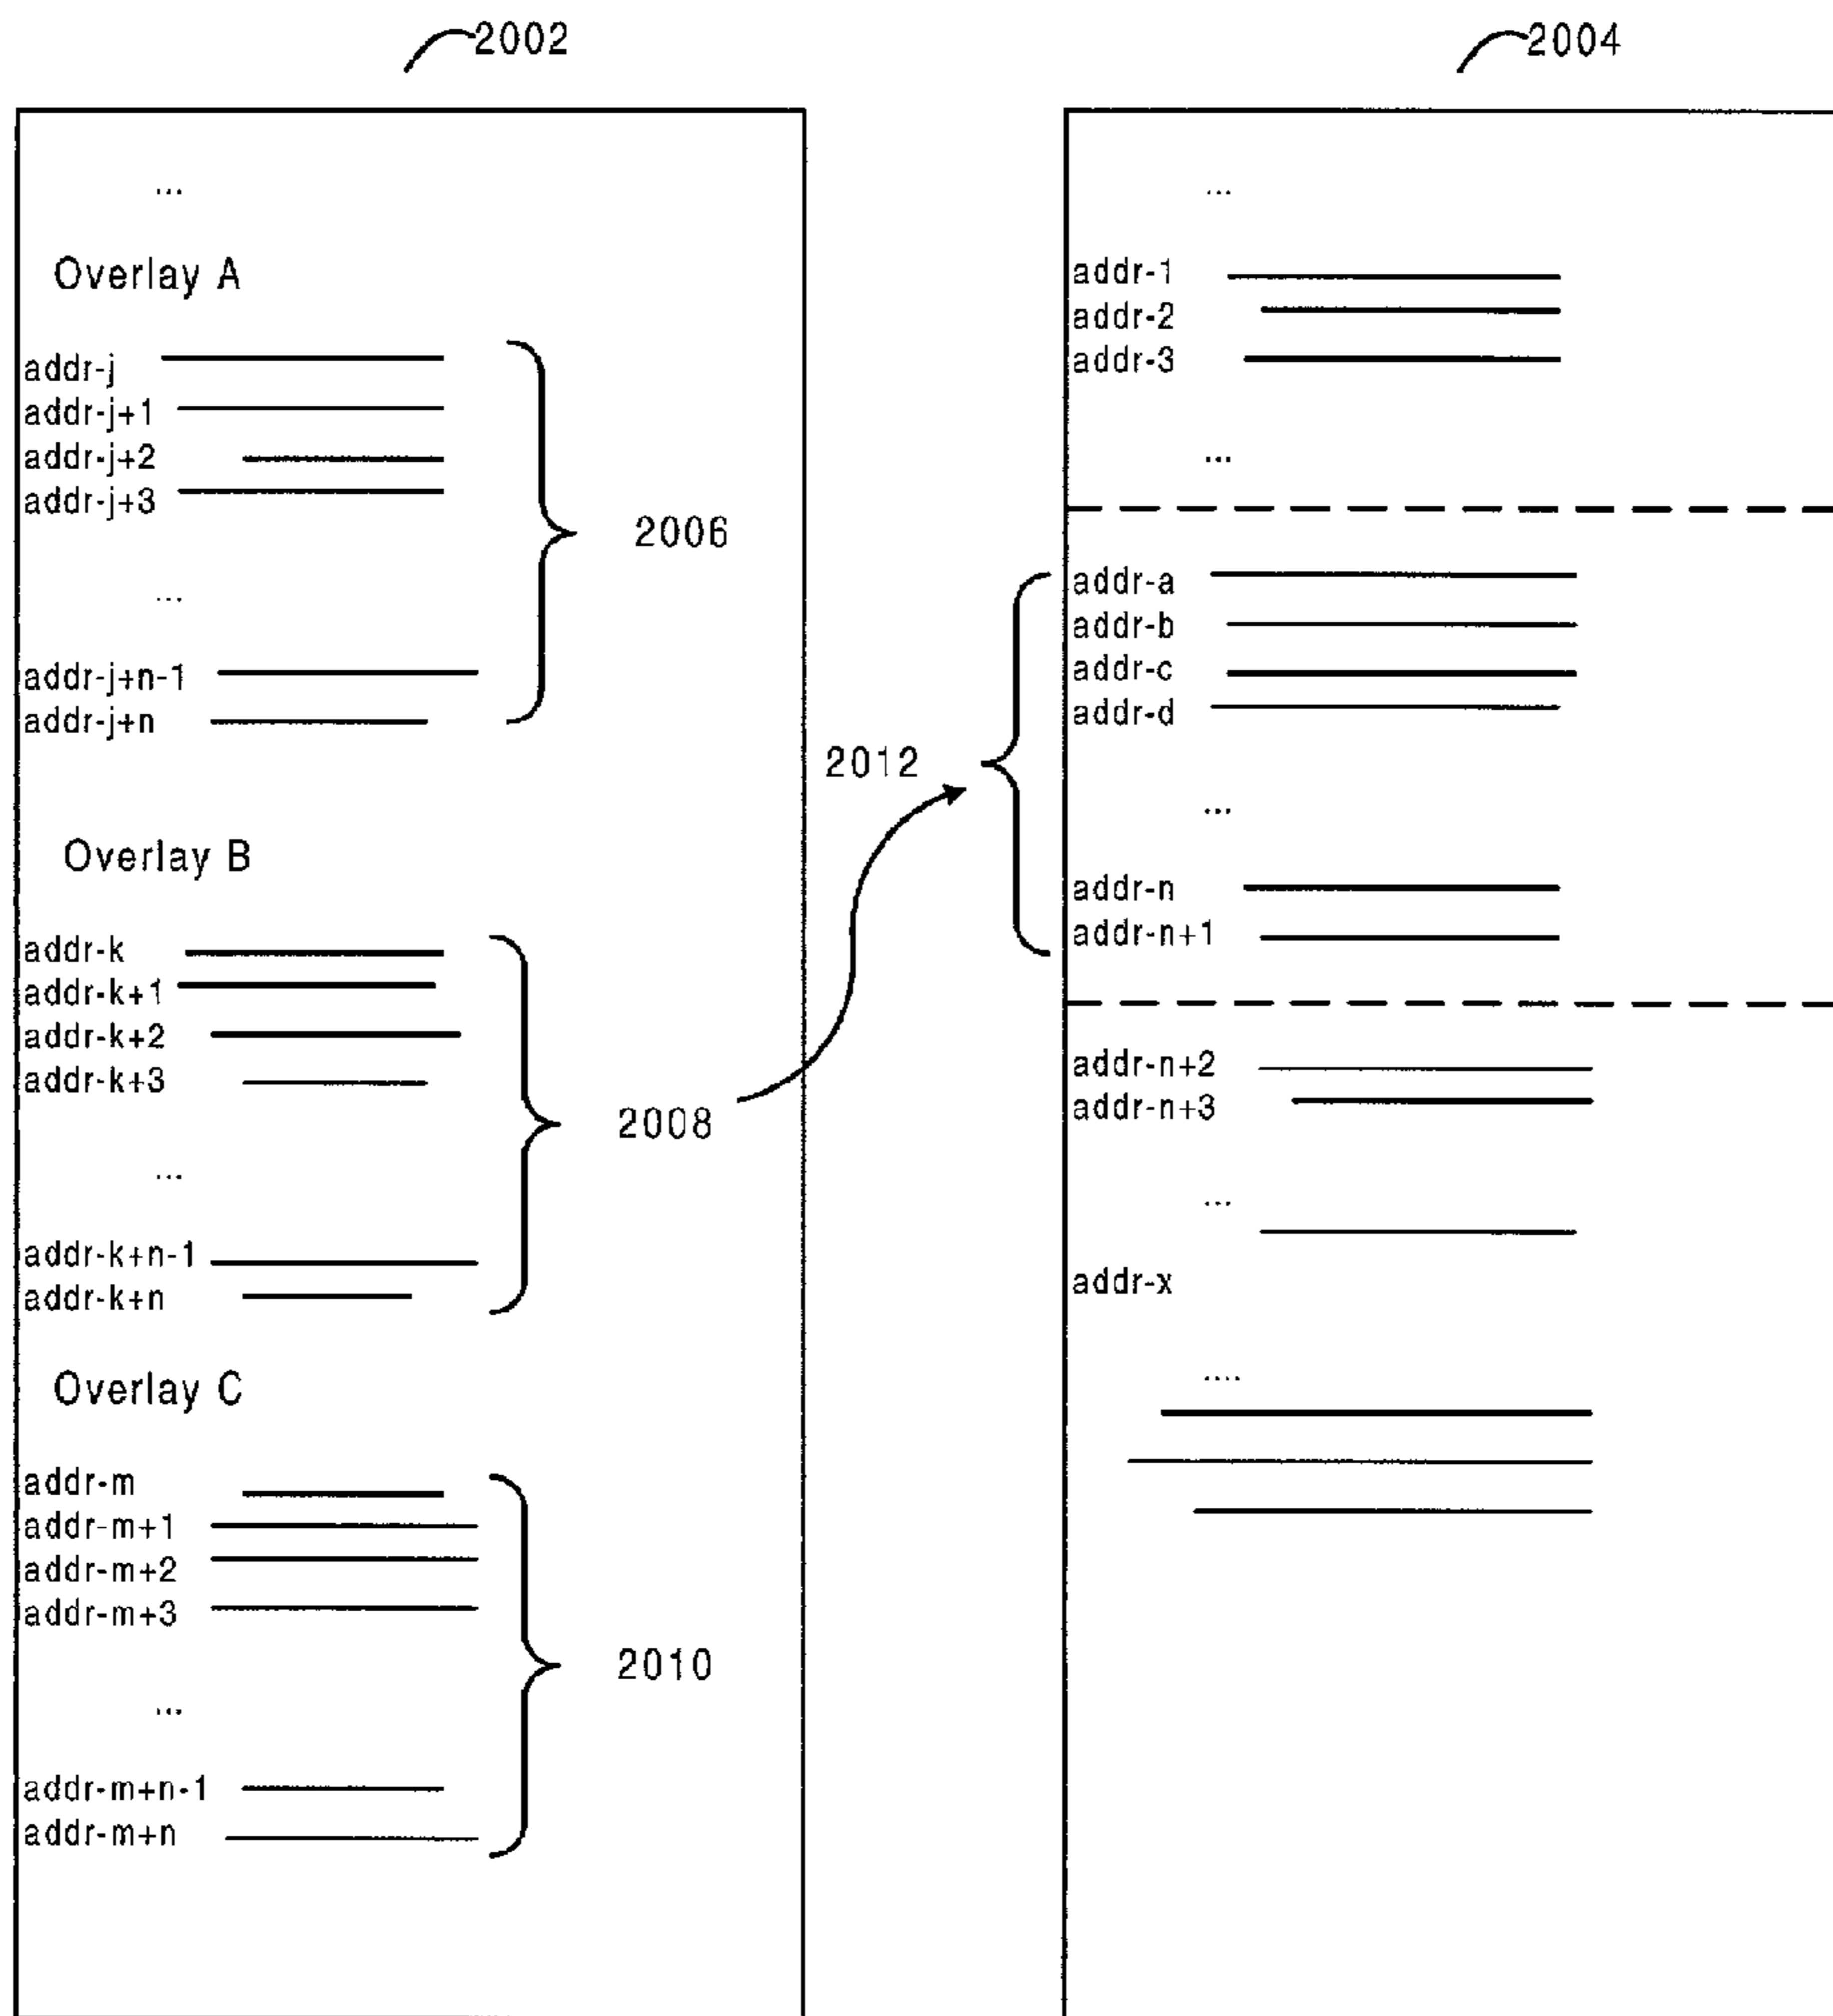 2002
...
Overlay A
addr-j
addr-j+1
addr-j+2
addr-j+3
...
addr-j+n-1
addr-j+n
2006
Overlay B
addr-k
addr-k+1
addr-k+2
addr-k+3
...
addr-k+n-1
addr-k+n
2008
Overlay C
addr-m
addr-m+1
addr-m+2
addr-m+3
...
addr-m+n-1
addr-m+n
2010
2004
...
addr-1
addr-2
addr-3
...
2012
addr-a
addr-b
addr-c
addr-d
...
addr-n
addr-n+1
addr-n+2
addr-n+3
...
addr-x
....